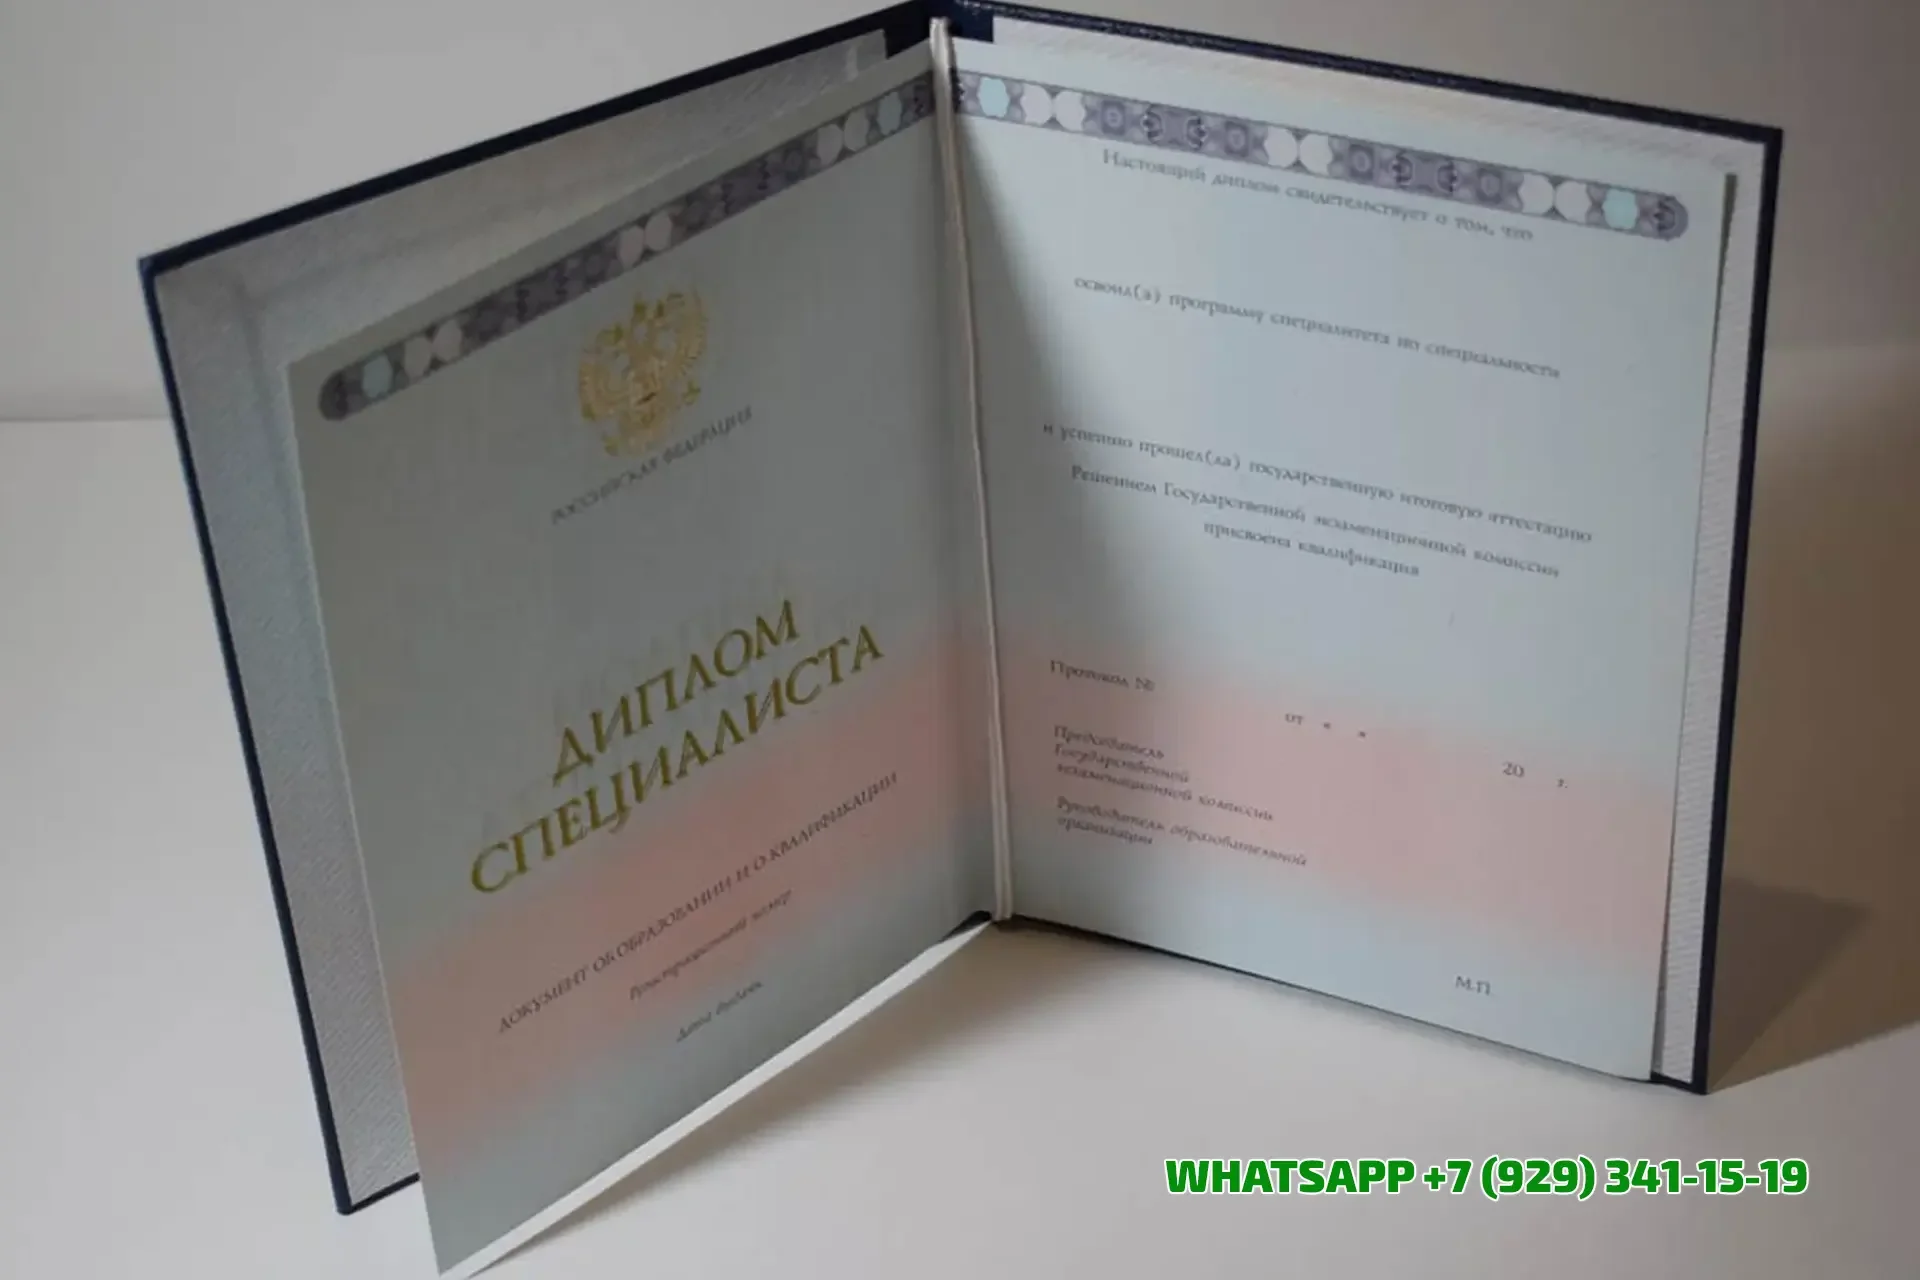 РОССИЙСКАЯ ФЕДЕРАЦИЯ
ДИПЛОМ
СПЕЦИАЛИСТА
ДОКУМЕНТ ОБ ОБРАЗОВАНИИ И О КВАЛИФИКАЦИИ
Регистрационный номер
Дата выдачи
Настоящий диплом свидетельствует о том, что
освоил(а) программу специалитета по специальности
и успешно прошел(ла) государственную итоговую аттестацию
Решением Государственной экзаменационной комиссии
присвоена квалификация
Протокол №
от « »
20 г.
Председатель
Государственной
экзаменационной комиссии
Руководитель образовательной
организации
М.П.
WHATSAPP +7 (929) 341-15-19